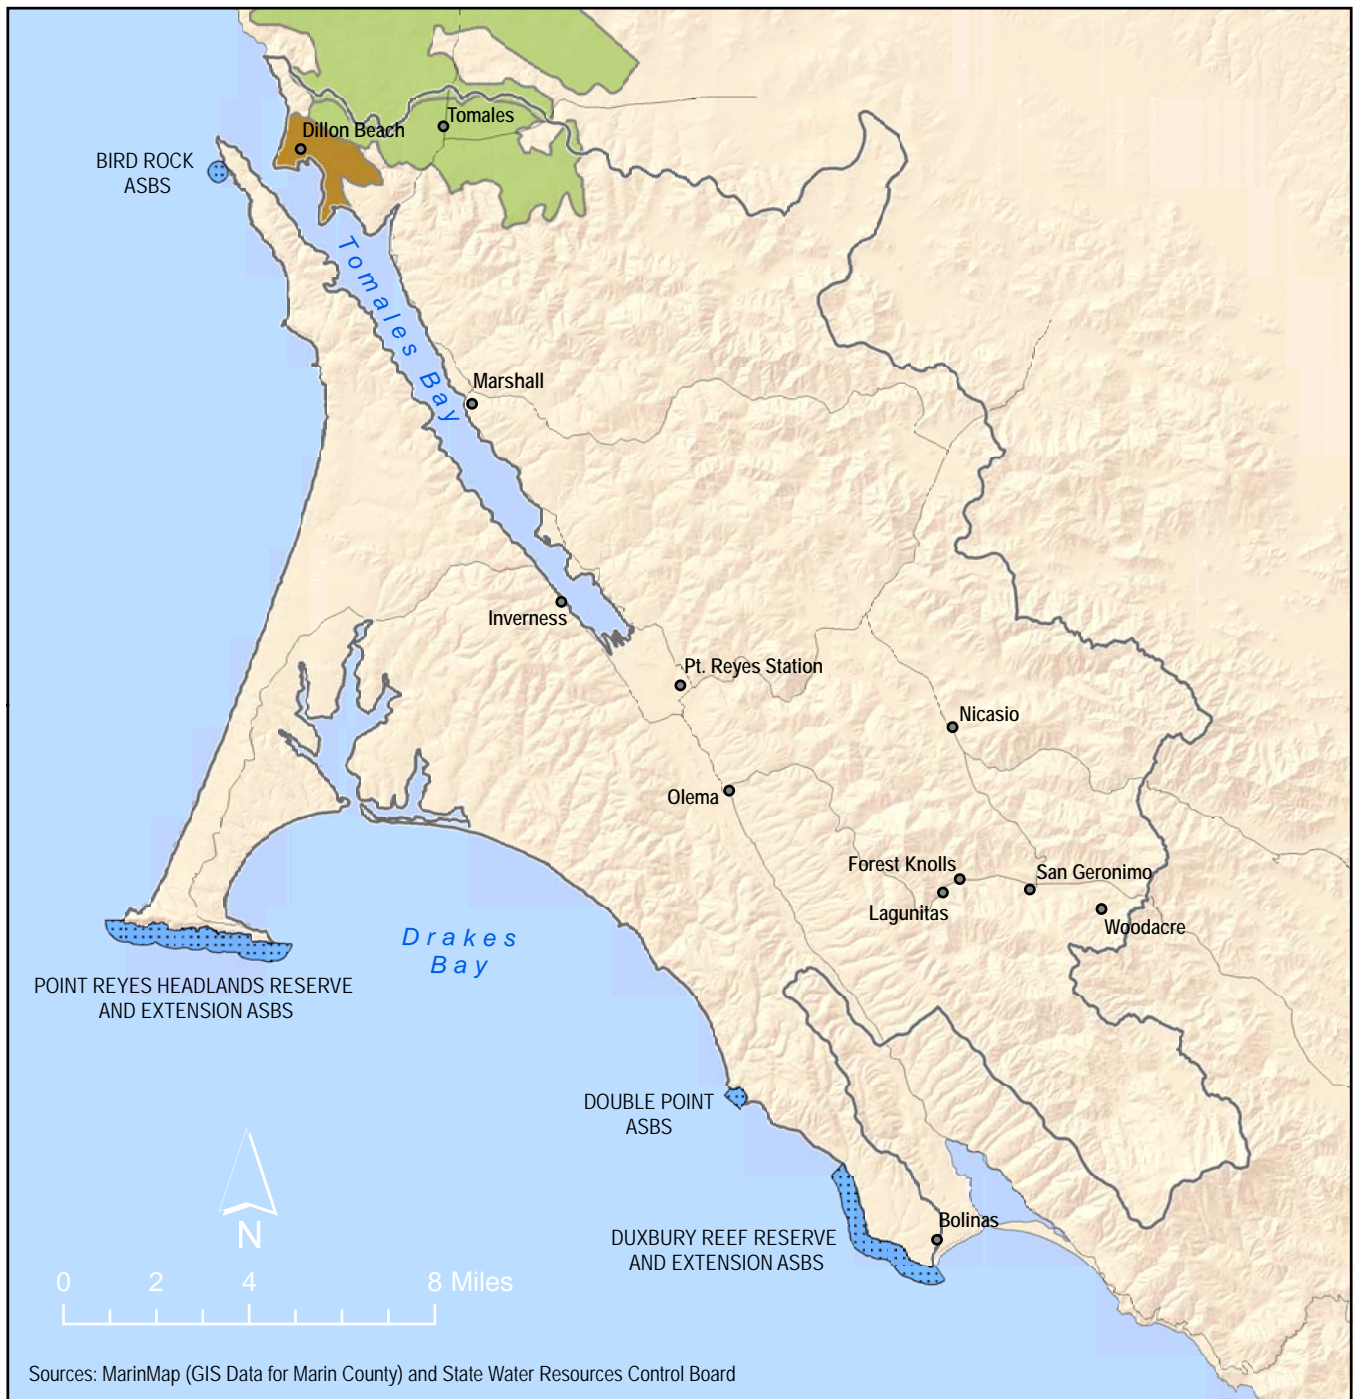 Tomales
Dillon Beach
BIRD ROCK
ASBS
Tomales Bay
Marshall
Inverness
Pt. Reyes Station
Nicasio
Olema
Forest Knolls
San Geronimo
Lagunitas
Woodacre
Drakes
Bay
POINT REYES HEADLANDS RESERVE
AND EXTENSION ASBS
DOUBLE POINT
ASBS
Bolinas
DUXBURY REEF RESERVE
AND EXTENSION ASBS
N
0 2 4 8 Miles
Sources: MarinMap (GIS Data for Marin County) and State Water Resources Control Board